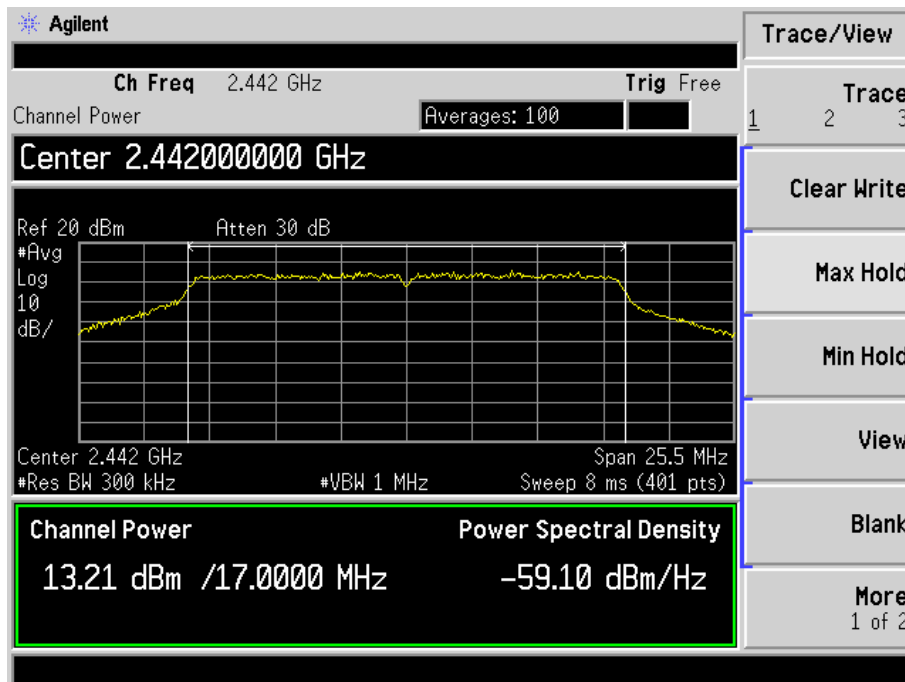 Agilent
Trace/View
Ch Freq 2.442 GHz Trig Free
Channel Power Averages: 100
Center 2.442000000 GHz
Ref 20 dBm Atten 30 dB
#Avg
Log
10
dB/
Center 2.442 GHz Span 25.5 MHz
#Res BW 300 kHz #VBW 1 MHz Sweep 8 ms (401 pts)
Channel Power Power Spectral Density
13.21 dBm /17.0000 MHz -59.10 dBm/Hz
Trace
1 2 3
Clear Write
Max Hold
Min Hold
View
Blank
More
1 of 2